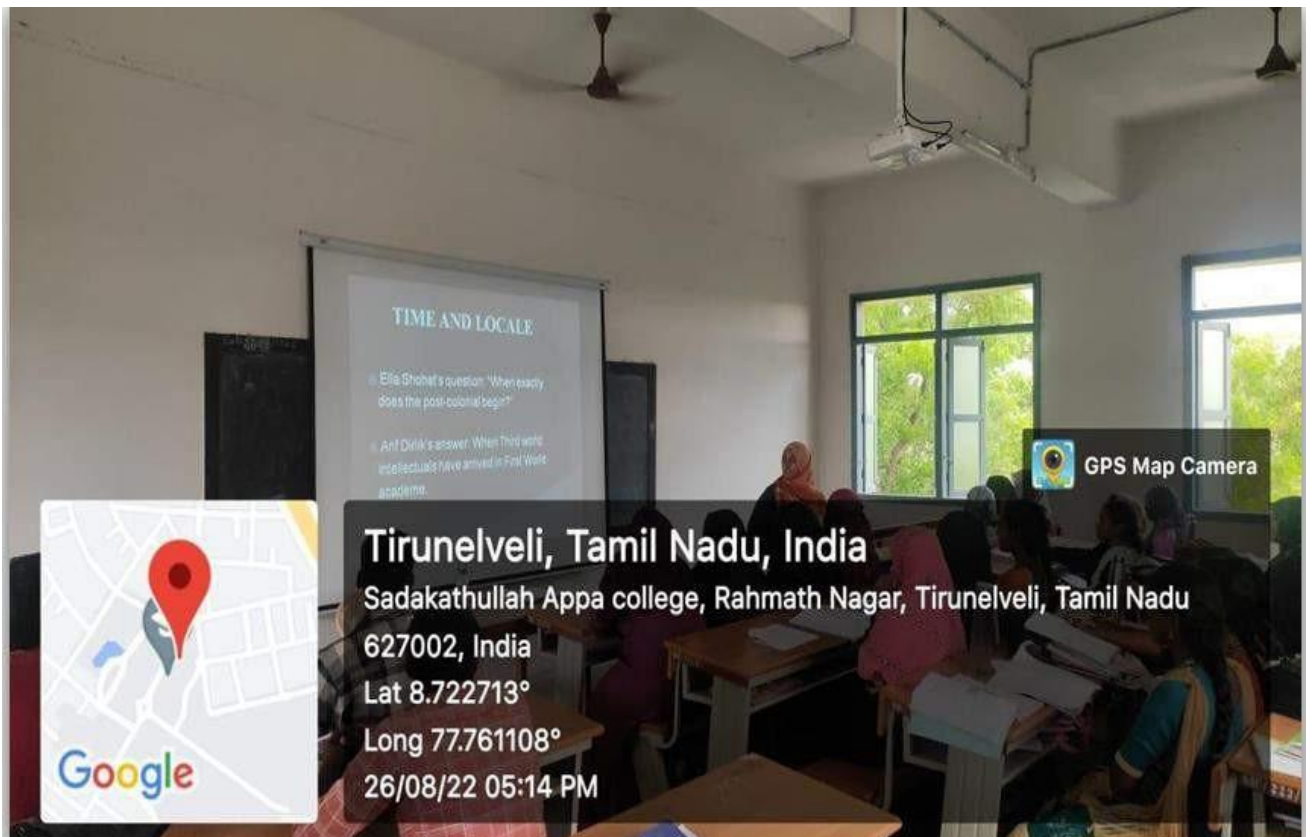 TIME AND LOCALE
Ella Shohat's question: "When exactly
does the post-colonial begin?"
Arif Dirlik's answer: When Third world
intellectuals have arrived in First World
academe.
GPS Map Camera
Tirunelveli, Tamil Nadu, India
Sadakathullah Appa college, Rahmath Nagar, Tirunelveli, Tamil Nadu
627002, India
Lat 8.722713°
Long 77.761108°
26/08/22 05:14 PM
Google